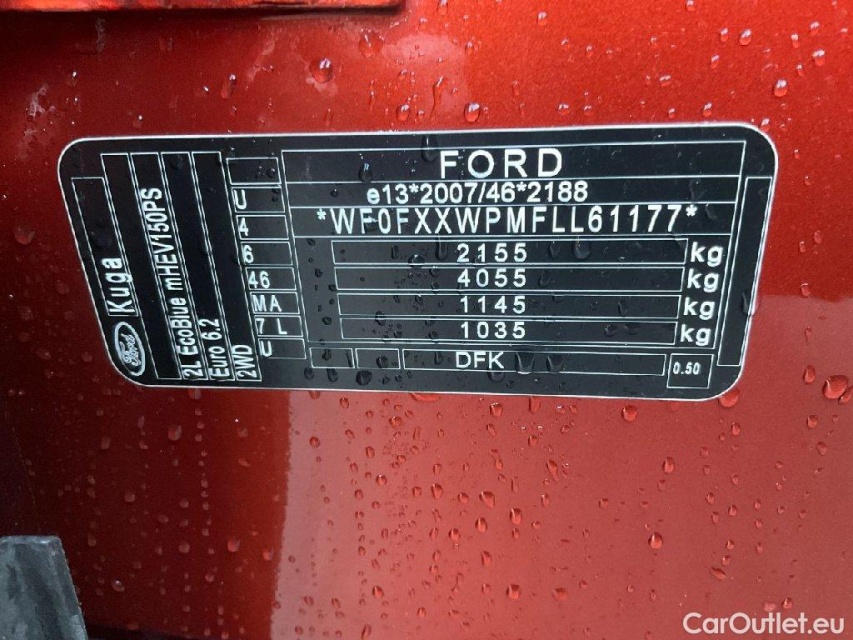 FORD
e13*2007/46*2188
*WF0FXXWPMFLL61177*
2155 kg
4055 kg
1145 kg
1035 kg
DFK
0.50
U
4
6
46
MA
7 L
U
Ford
Kuga
2L EcoBlue mHEV150PS
Euro 6.2
2WD
CarOutlet.eu